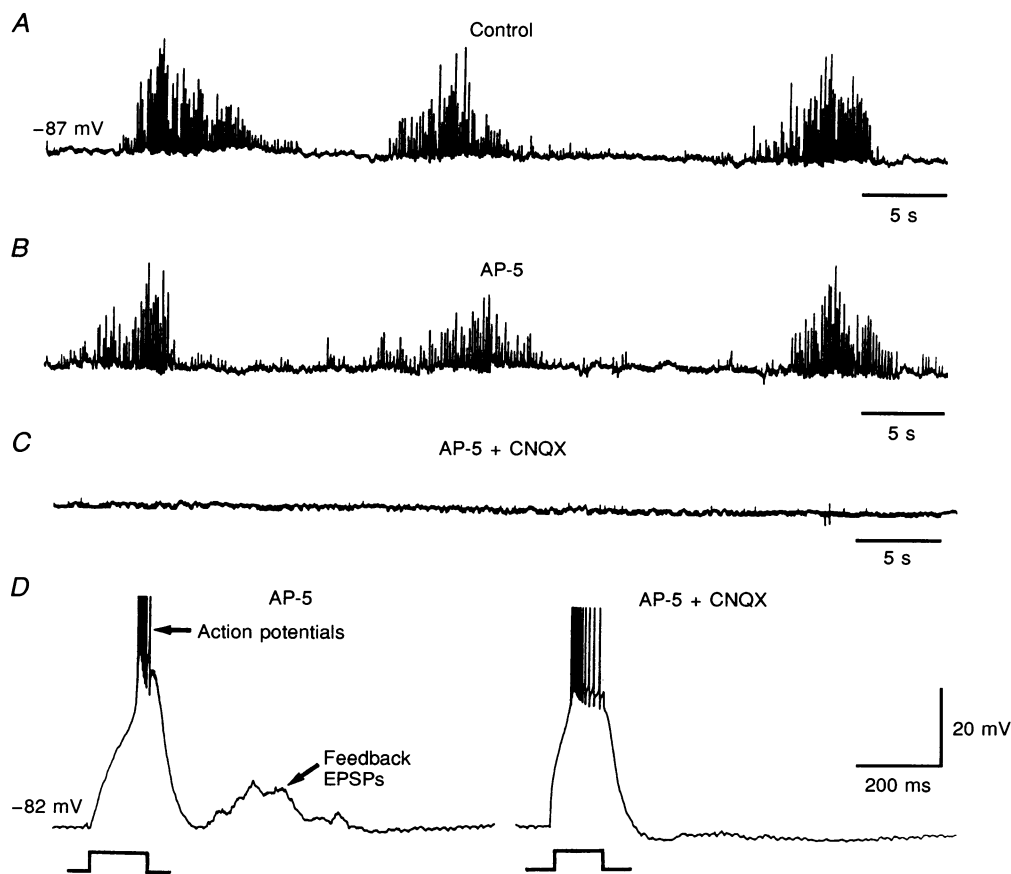 A
Control
−87 mV
5 s
B
AP-5
5 s
C
AP-5 + CNQX
5 s
D
AP-5
AP-5 + CNQX
Action potentials
Feedback
EPSPs
20 mV
200 ms
−82 mV